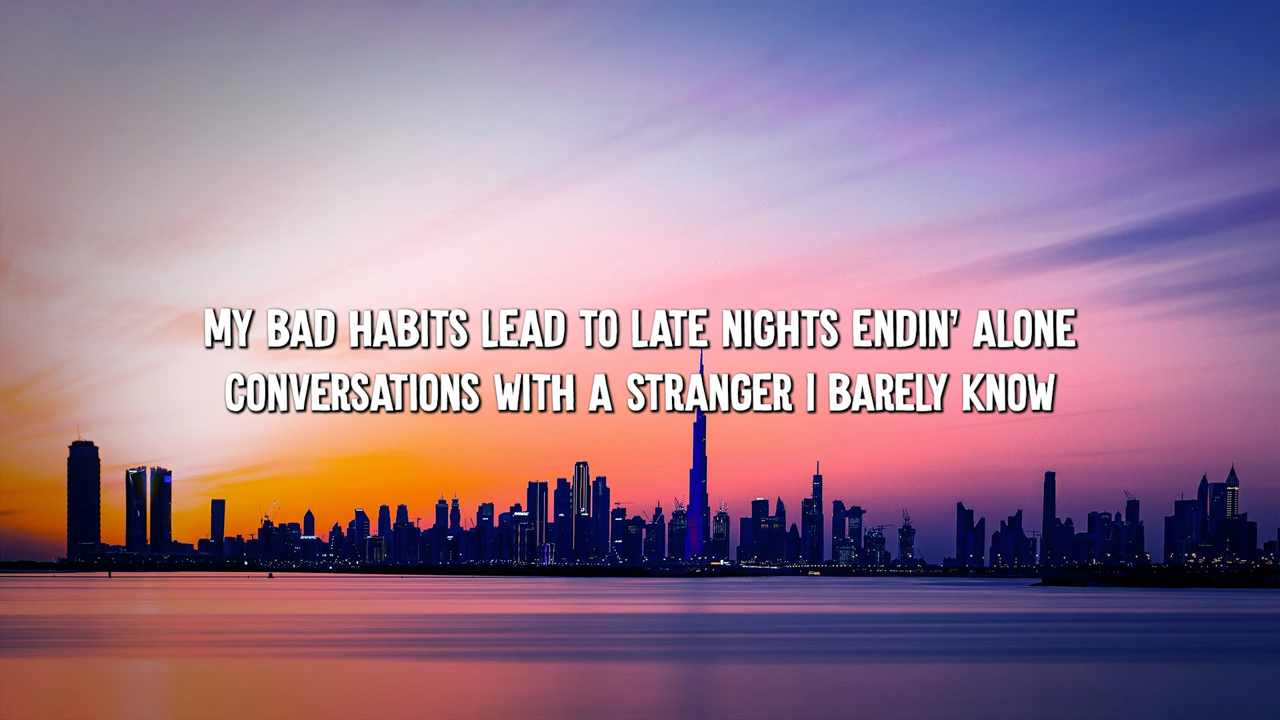 MY BAD HABITS LEAD TO LATE NIGHTS ENDIN' ALONE
CONVERSATIONS WITH A STRANGER I BARELY KNOW